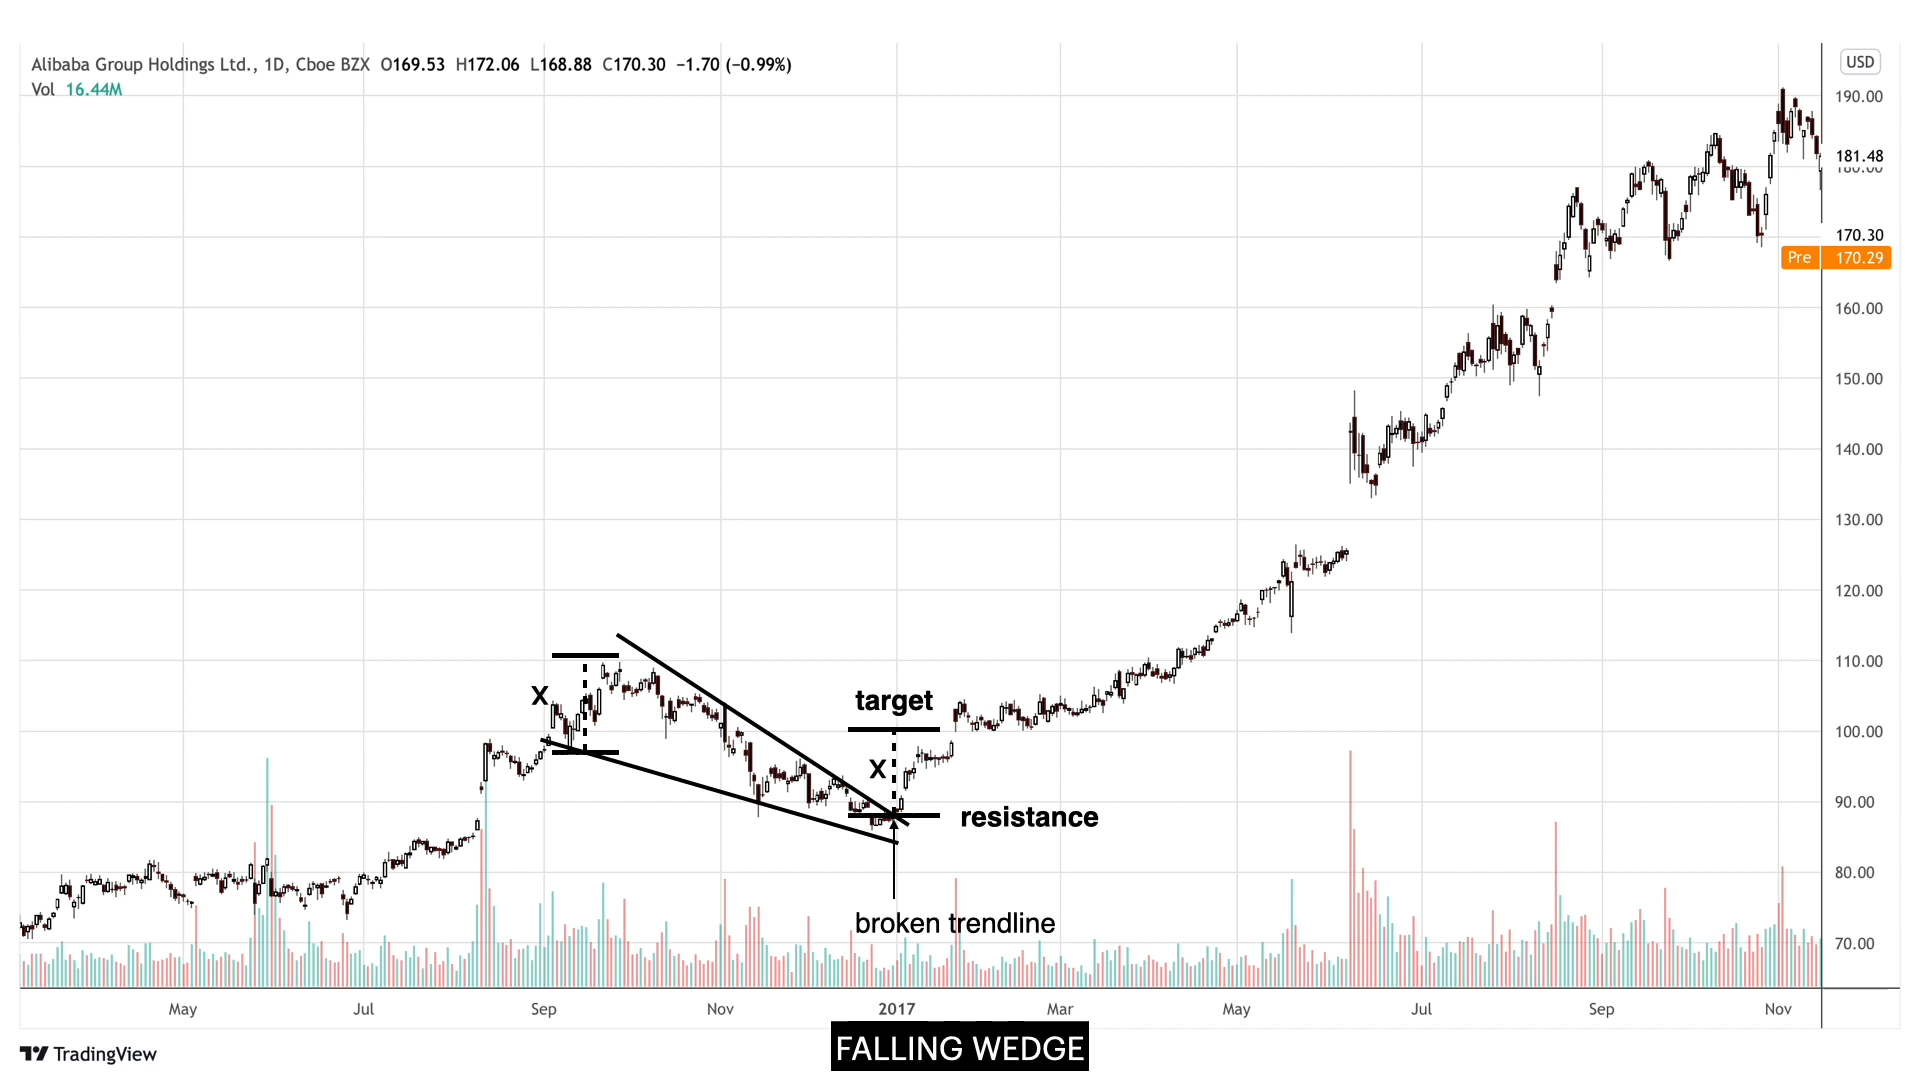 Alibaba Group Holdings Ltd., 1D, Cboe BZX O169.53 H172.06 L168.88 C170.30 −1.70 (−0.99%)
Vol 16.44M
USD
190.00
181.48
180.00
170.30
Pre 170.29
160.00
150.00
140.00
130.00
120.00
110.00
100.00
90.00
80.00
70.00
X
target
X
resistance
broken trendline
May Jul Sep Nov 2017 Mar May Jul Sep Nov
TradingView
FALLING WEDGE